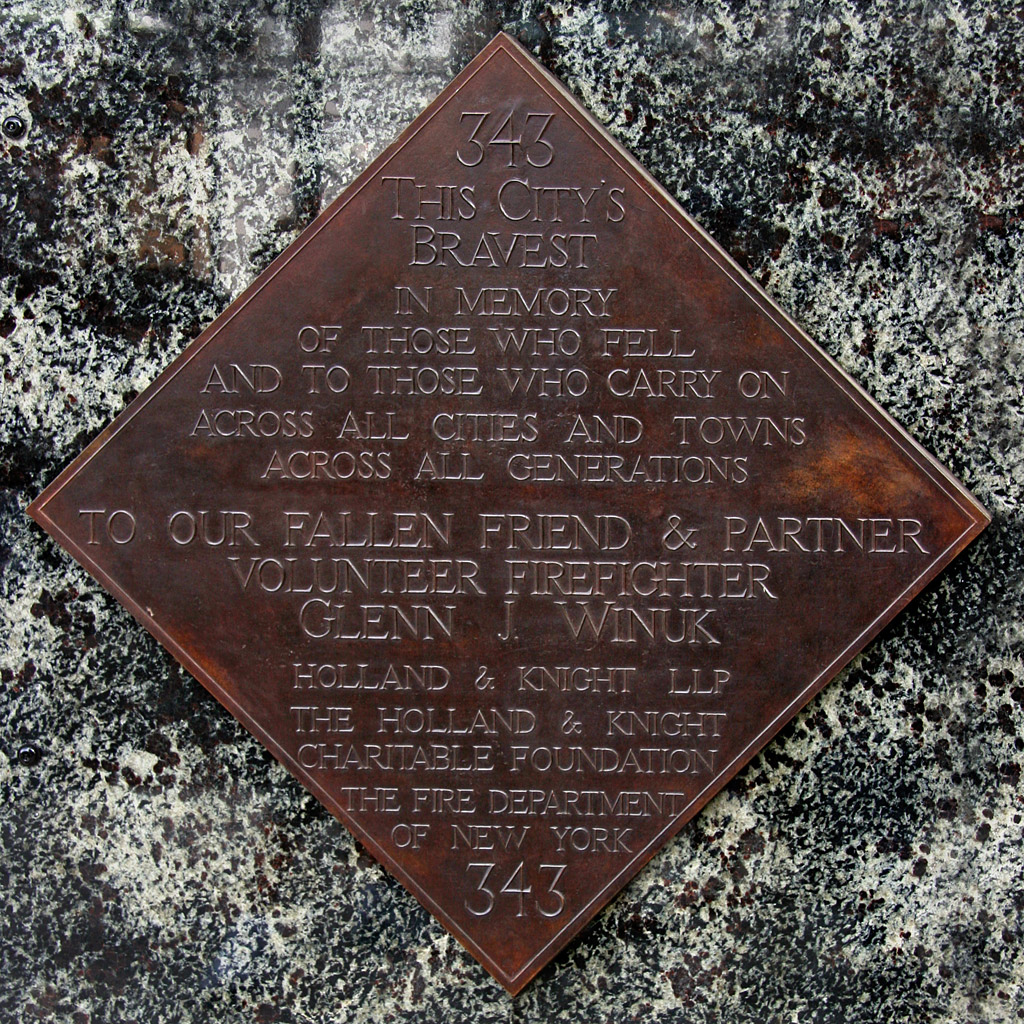 343
THIS CITY'S
BRAVEST
IN MEMORY
OF THOSE WHO FELL
AND TO THOSE WHO CARRY ON
ACROSS ALL CITIES AND TOWNS
ACROSS ALL GENERATIONS
TO OUR FALLEN FRIEND & PARTNER
VOLUNTEER FIREFIGHTER
GLENN J. WINUK
HOLLAND & KNIGHT LLP
THE HOLLAND & KNIGHT
CHARITABLE FOUNDATION
THE FIRE DEPARTMENT
OF NEW YORK
343